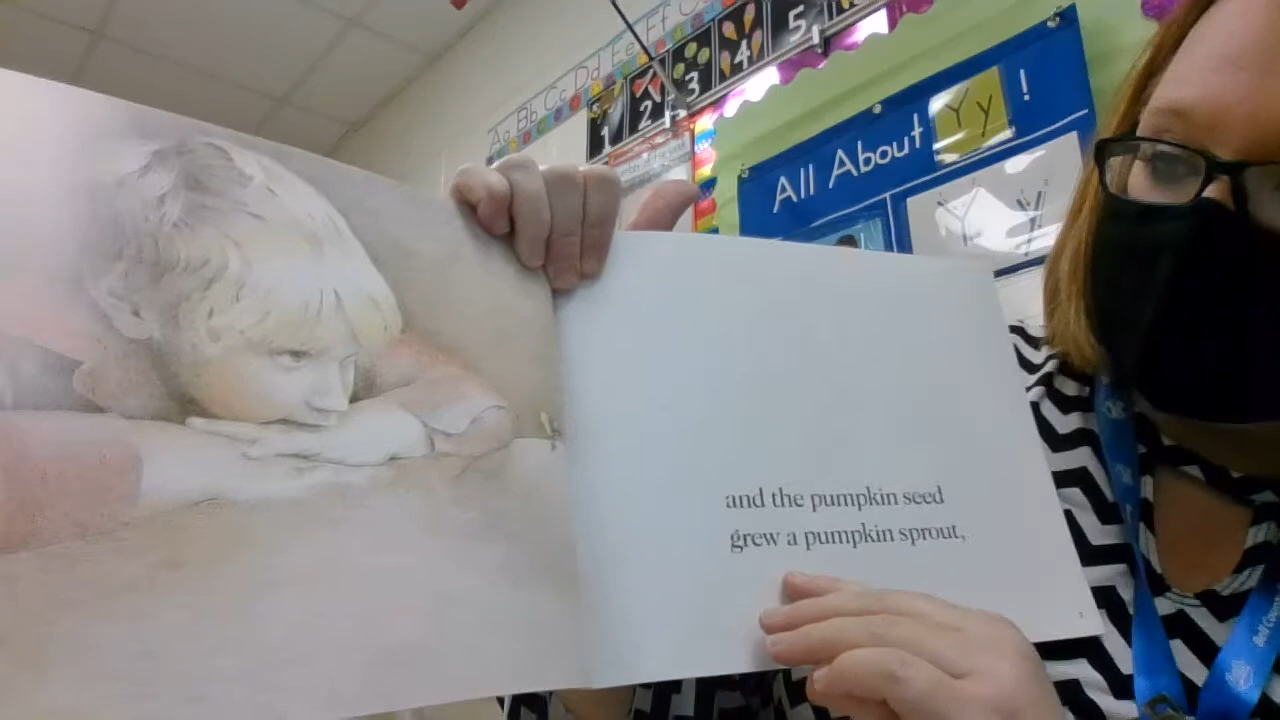 Aa Bb Cc Dd Ee Ff
1 2 3 4 5
All About Yy !
and the pumpkin seed
grew a pumpkin sprout,